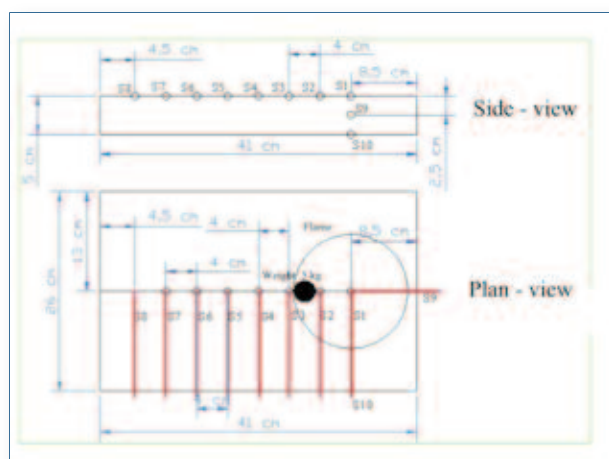 4,5 cm
4 cm
8,5 cm
S8 S7 S6 S5 S4 S3 S2 S1
S9
Side - view
5 cm
S10
2,5 cm
41 cm
4,5 cm
4 cm
Flame
8,5 cm
13 cm
26 cm
4 cm
Plan - view
S9
S8 S7 S6 S5 S4 S3 S2 S1
S10
41 cm